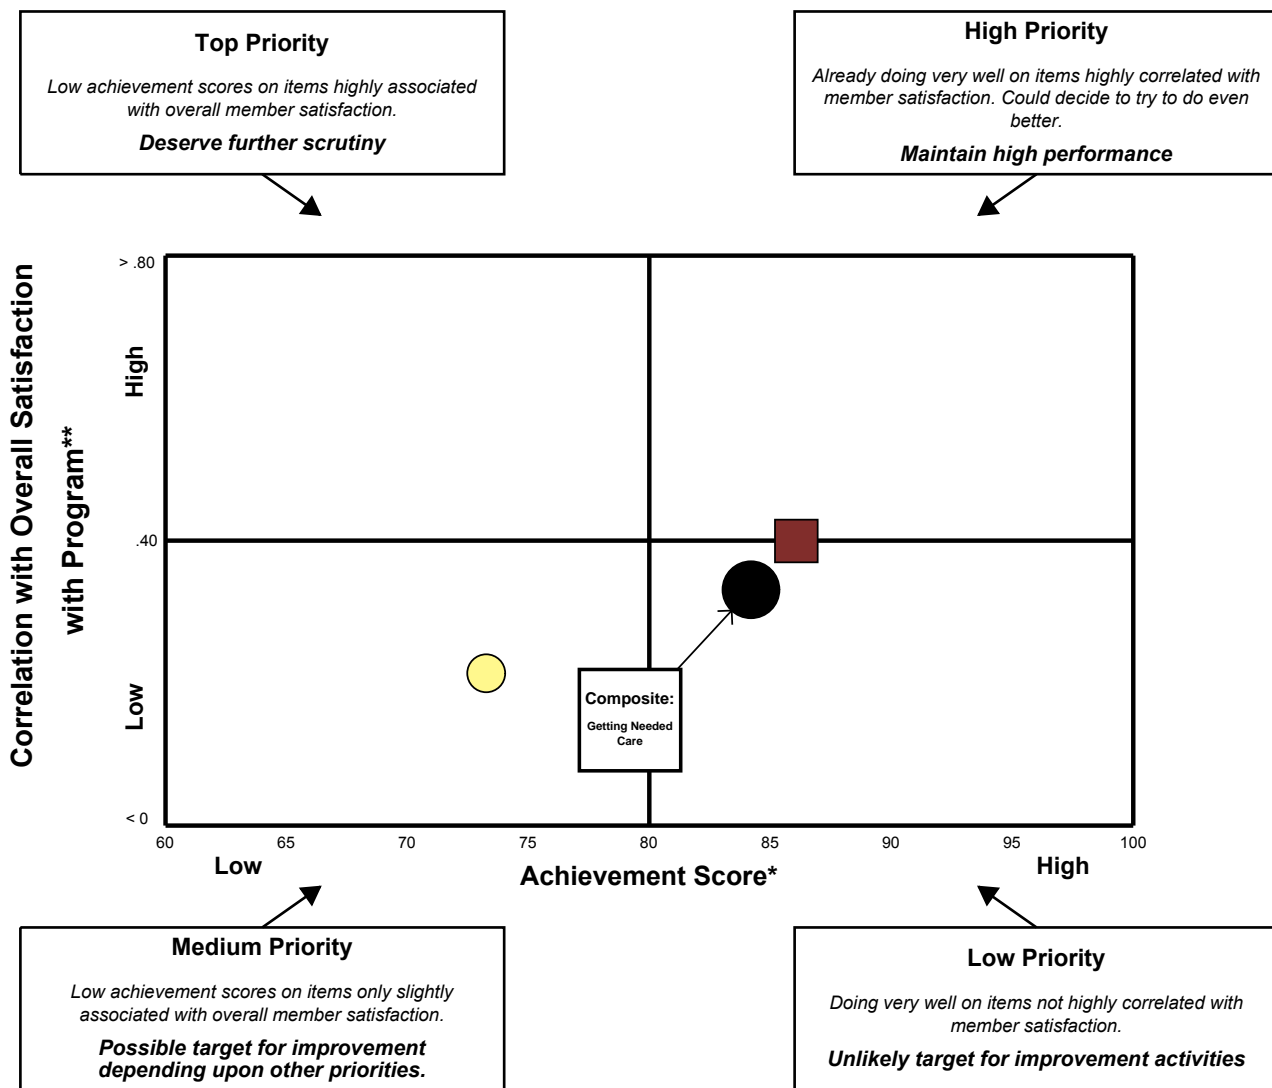 Top Priority
Low achievement scores on items highly associated
with overall member satisfaction.
Deserve further scrutiny
High Priority
Already doing very well on items highly correlated with
member satisfaction. Could decide to try to do even
better.
Maintain high performance
Correlation with Overall Satisfaction
with Program**
> .80
High
.40
Low
< 0
Composite:
Getting Needed
Care
60 65 70 75 80 85 90 95 100
Low
Achievement Score*
High
Medium Priority
Low achievement scores on items only slightly
associated with overall member satisfaction.
Possible target for improvement
depending upon other priorities.
Low Priority
Doing very well on items not highly correlated with
member satisfaction.
Unlikely target for improvement activities